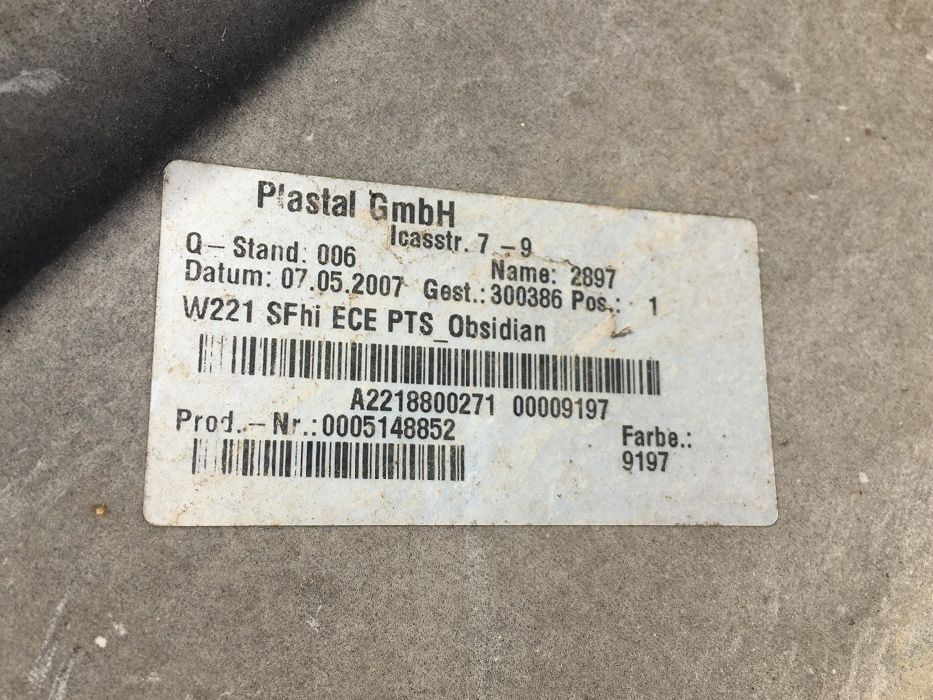 Plastal GmbH
Icasstr. 7-9
Q-Stand: 006 Name: 2897
Datum: 07.05.2007 Gest.: 300386 Pos.: 1
W221 SFhi ECE PTS_Obsidian
A2218800271 00009197
Prod.-Nr.:0005148852 Farbe.:
9197